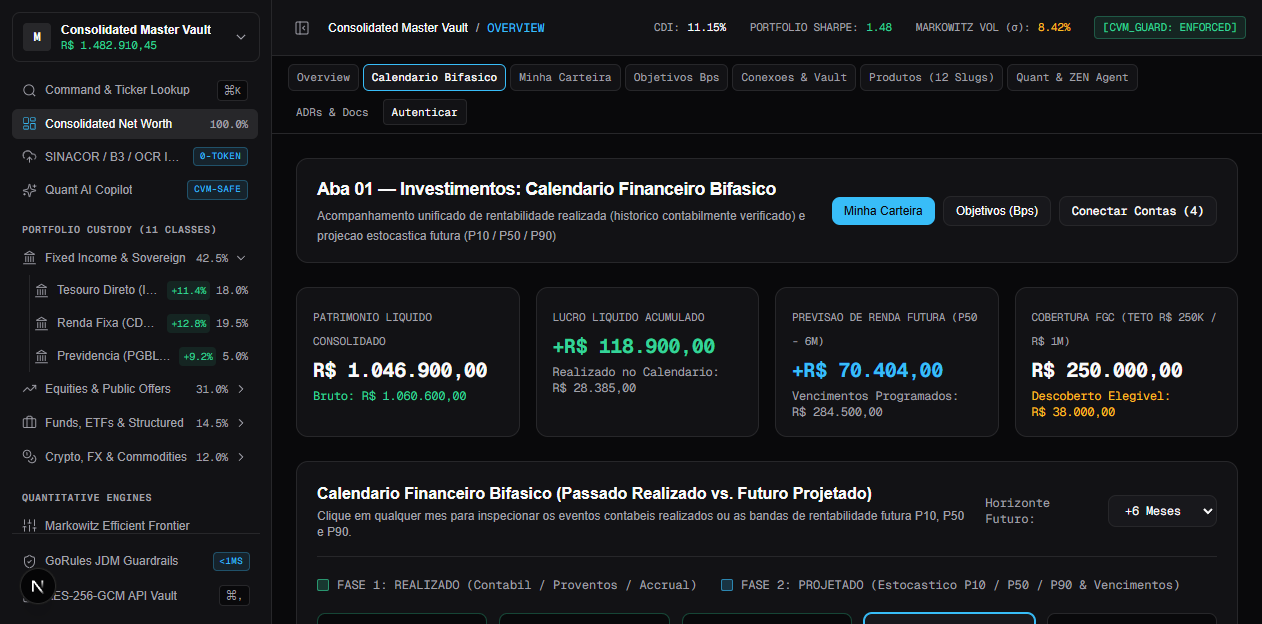 M
Consolidated Master Vault
R$ 1.482.910,45
Command & Ticker Lookup ⌘K
Consolidated Net Worth 100.0%
SINACOR / B3 / OCR I... 0-TOKEN
Quant AI Copilot CVM-SAFE
PORTFOLIO CUSTODY (11 CLASSES)
Fixed Income & Sovereign 42.5%
Tesouro Direto (I... +11.4% 18.0%
Renda Fixa (CD... +12.8% 19.5%
Previdencia (PGBL... +9.2% 5.0%
Equities & Public Offers 31.0%
Funds, ETFs & Structured 14.5%
Crypto, FX & Commodities 12.0%
QUANTITATIVE ENGINES
Markowitz Efficient Frontier
GoRules JDM Guardrails <1MS
N
ES-256-GCM API Vault ⌘,
Consolidated Master Vault / OVERVIEW
CDI: 11.15% PORTFOLIO SHARPE: 1.48 MARKOWITZ VOL (σ): 8.42% [CVM_GUARD: ENFORCED]
Overview Calendario Bifasico Minha Carteira Objetivos Bps Conexoes & Vault Produtos (12 Slugs) Quant & ZEN Agent
ADRs & Docs Autenticar
Aba 01 — Investimentos: Calendario Financeiro Bifasico
Acompanhamento unificado de rentabilidade realizada (historico contabilmente verificado) e
projecao estocastica futura (P10 / P50 / P90)
Minha Carteira Objetivos (Bps) Conectar Contas (4)
PATRIMONIO LIQUIDO
CONSOLIDADO
R$ 1.046.900,00
Bruto: R$ 1.060.600,00
LUCRO LIQUIDO ACUMULADO
+R$ 118.900,00
Realizado no Calendario:
R$ 28.385,00
PREVISAO DE RENDA FUTURA (P50
- 6M)
+R$ 70.404,00
Vencimentos Programados:
R$ 284.500,00
COBERTURA FGC (TETO R$ 250K /
R$ 1M)
R$ 250.000,00
Descoberto Elegivel:
R$ 38.000,00
Calendario Financeiro Bifasico (Passado Realizado vs. Futuro Projetado)
Clique em qualquer mes para inspecionar os eventos contabeis realizados ou as bandas de rentabilidade futura P10, P50
e P90.
Horizonte
Futuro:
+6 Meses
FASE 1: REALIZADO (Contabil / Proventos / Accrual) FASE 2: PROJETADO (Estocastico P10 / P50 / P90 & Vencimentos)